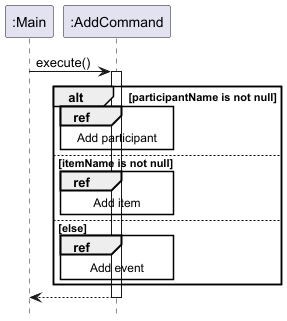 :Main :AddCommand
execute()
alt [participantName is not null]
ref
Add participant
[itemName is not null]
ref
Add item
[else]
ref
Add event